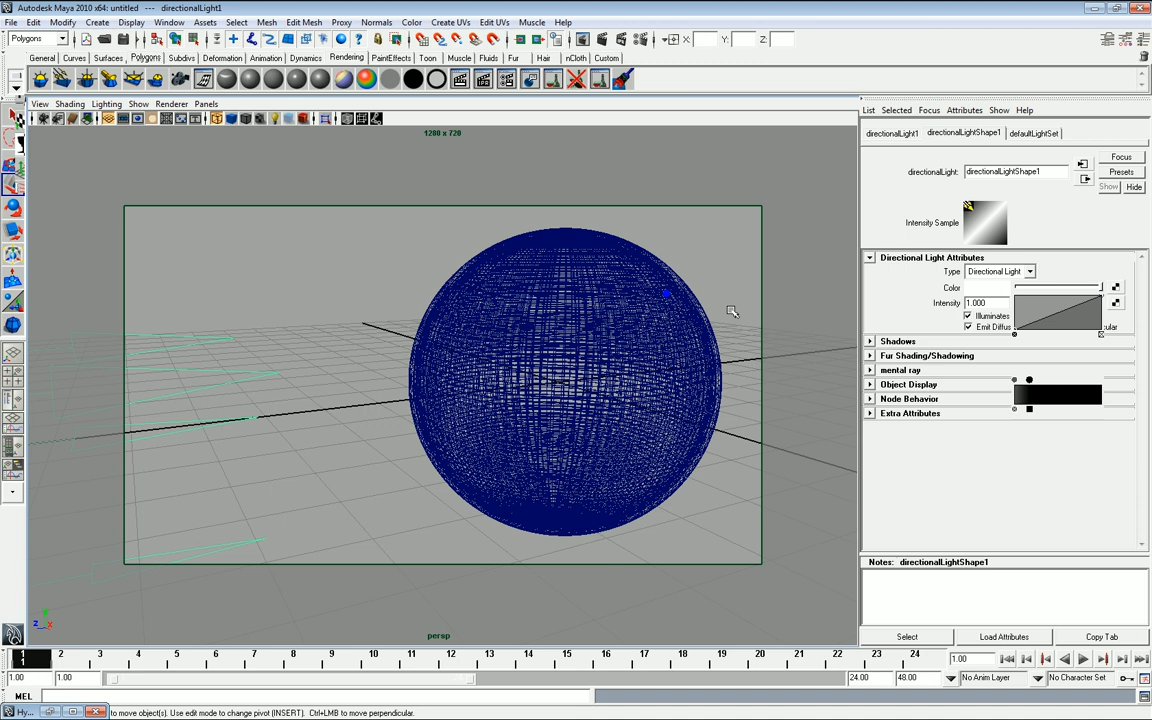 Autodesk Maya 2010 x64: untitled --- directionalLight1
File Edit Modify Create Display Window Assets Select Mesh Edit Mesh Proxy Normals Color Create UVs Edit UVs Muscle Help
Polygons X: Y: Z:
General Curves Surfaces Polygons Subdivs Deformation Animation Dynamics Rendering PaintEffects Toon Muscle Fluids Fur Hair nCloth Custom
View Shading Lighting Show Renderer Panels
List Selected Focus Attributes Show Help
1280 x 720
directionalLight1 directionalLightShape1 defaultLightSet
Focus
directionalLight: directionalLightShape1
Presets
Show Hide
Intensity Sample
Directional Light Attributes
Type Directional Light
Color
Intensity 1.000
Illuminates
Emit Diffus
Shadows
Fur Shading/Shadowing
mental ray
Object Display
Node Behavior
Extra Attributes
Notes: directionalLightShape1
persp
Select Load Attributes Copy Tab
1 2 3 4 5 6 7 8 9 10 11 12 13 14 15 16 17 18 19 20 21 22 23 24
1 1.00
1.00 1.00 24.00 48.00 No Anim Layer No Character Set
MEL
Hy... to move object(s). Use edit mode to change pivot (INSERT). Ctrl+LMB to move perpendicular.